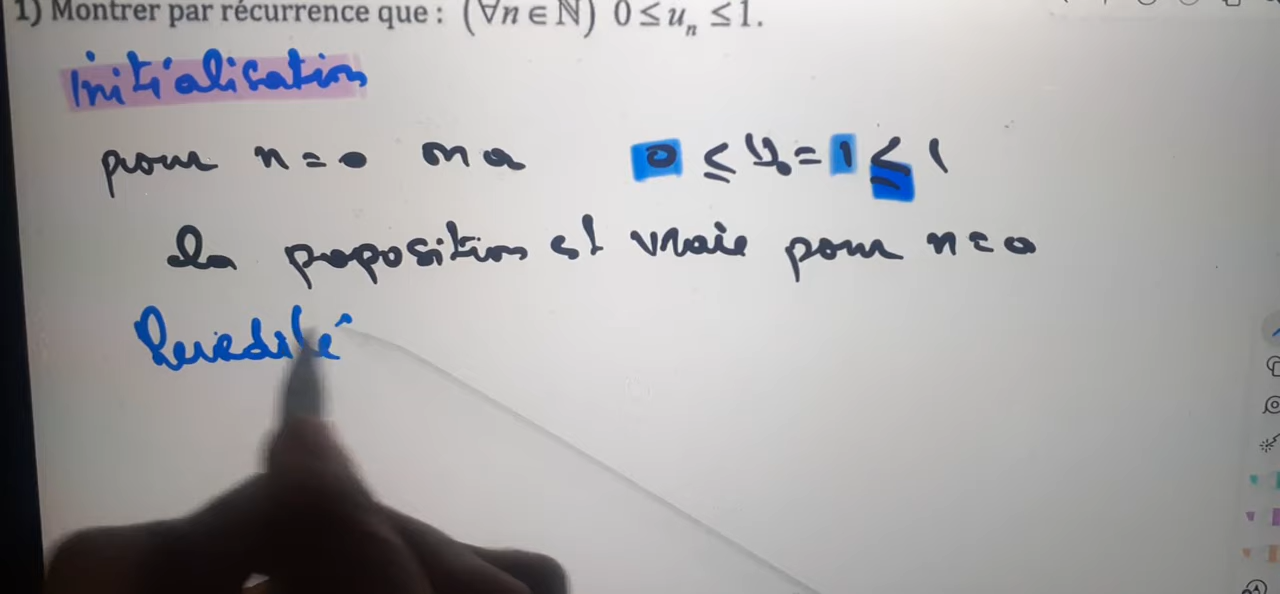 1) Montrer par récurrence que : (∀n ∈ ℕ) 0 ≤ uₙ ≤ 1.
Initialisation
pour n = 0 on a 0 ≤ u₀ = 1 ≤ 1
la proposition est vraie pour n = 0
Heredité